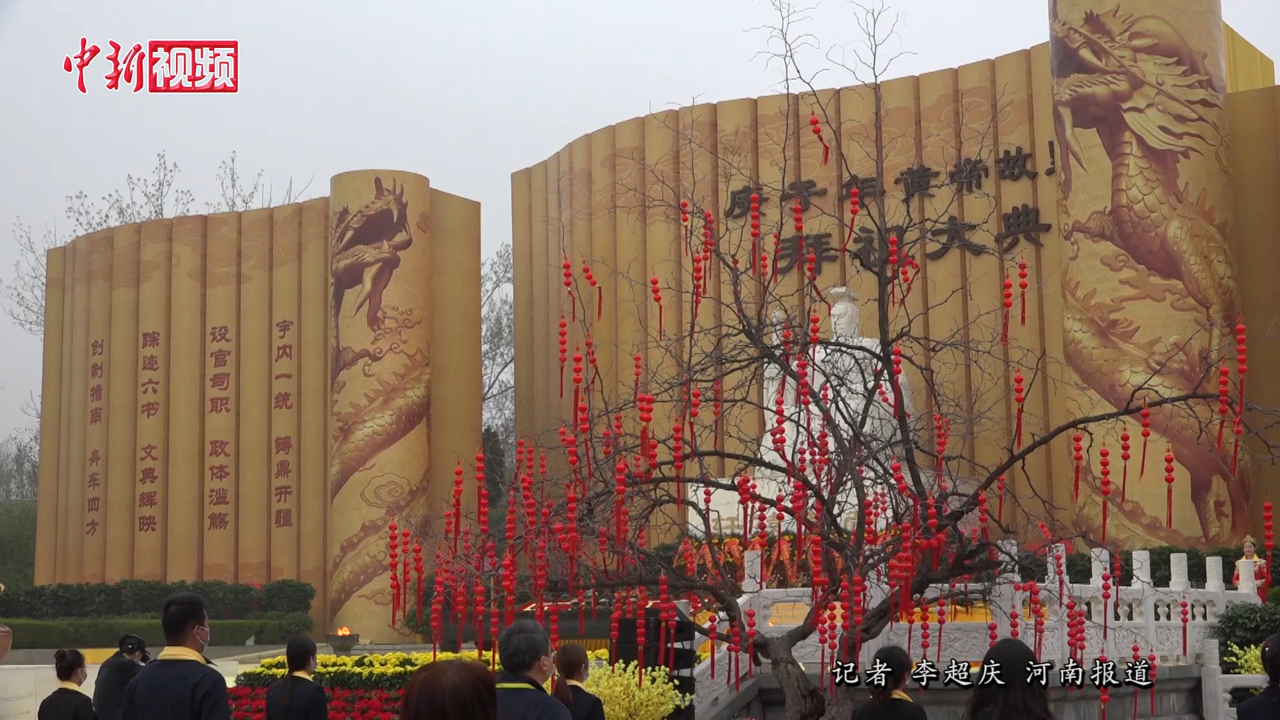 中新视频
庚子年黄帝故里
拜祖大典
宇内一统 铸鼎开疆
设官司职 政体滥觞
踪迹六书 文典辉映
创制指南 舟车四方
记者 李超庆 河南报道